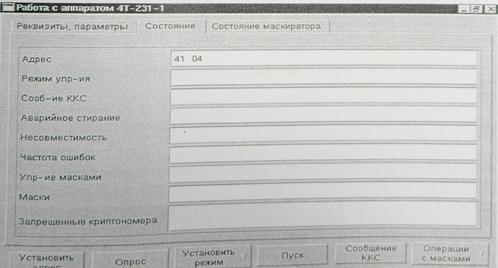 Работа с аппаратом 4Т-231-1
Реквизиты, параметры Состояние Состояние маскиратора
Адрес 41 04
Режим упр-ия
Сооб-ие ККС
Аварийное стирание
Несовместимость
Частота ошибок
Упр-ие масками
Маски
Запрещенные криптономера
Установить адрес Опрос Установить режим Пуск Сообщение ККС Операции с масками